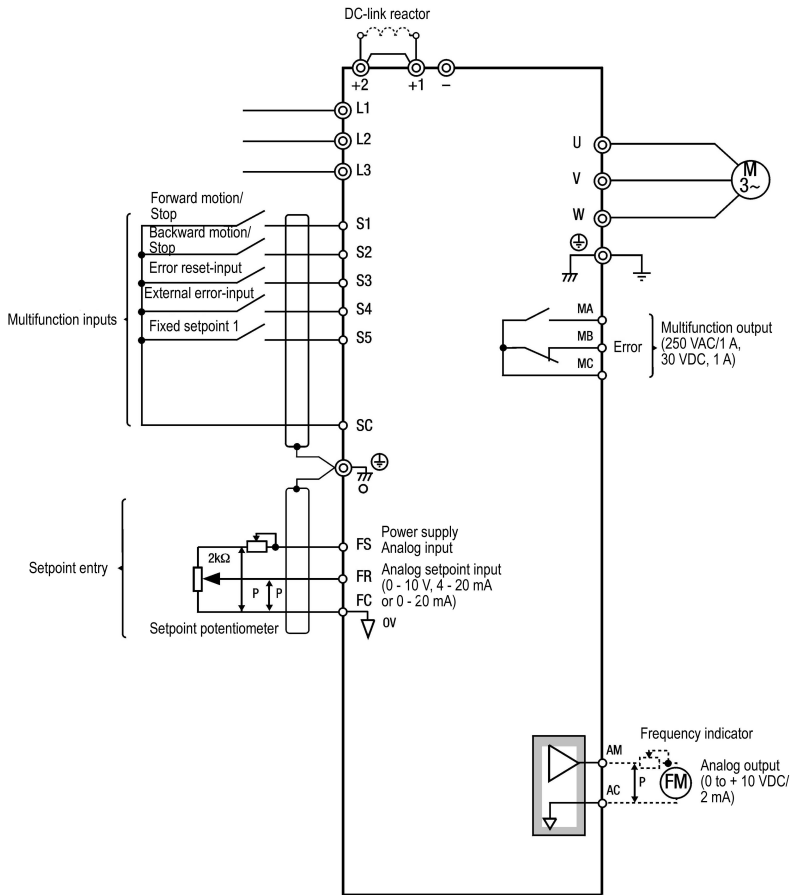 DC-link reactor
+2
+1
–
L1
L2
L3
U
V
W
M
3~
Forward motion/
Stop
S1
Backward motion/
Stop
S2
Error reset-input
S3
External error-input
S4
Fixed setpoint 1
S5
Multifunction inputs
SC
MA
MB
MC
Error
Multifunction output
(250 VAC/1 A,
30 VDC, 1 A)
Setpoint entry
2kΩ
P
P
Setpoint potentiometer
FS
Power supply
Analog input
FR
Analog setpoint input
(0 - 10 V, 4 - 20 mA
or 0 - 20 mA)
FC
0V
Frequency indicator
AM
AC
P
FM
Analog output
(0 to + 10 VDC/
2 mA)